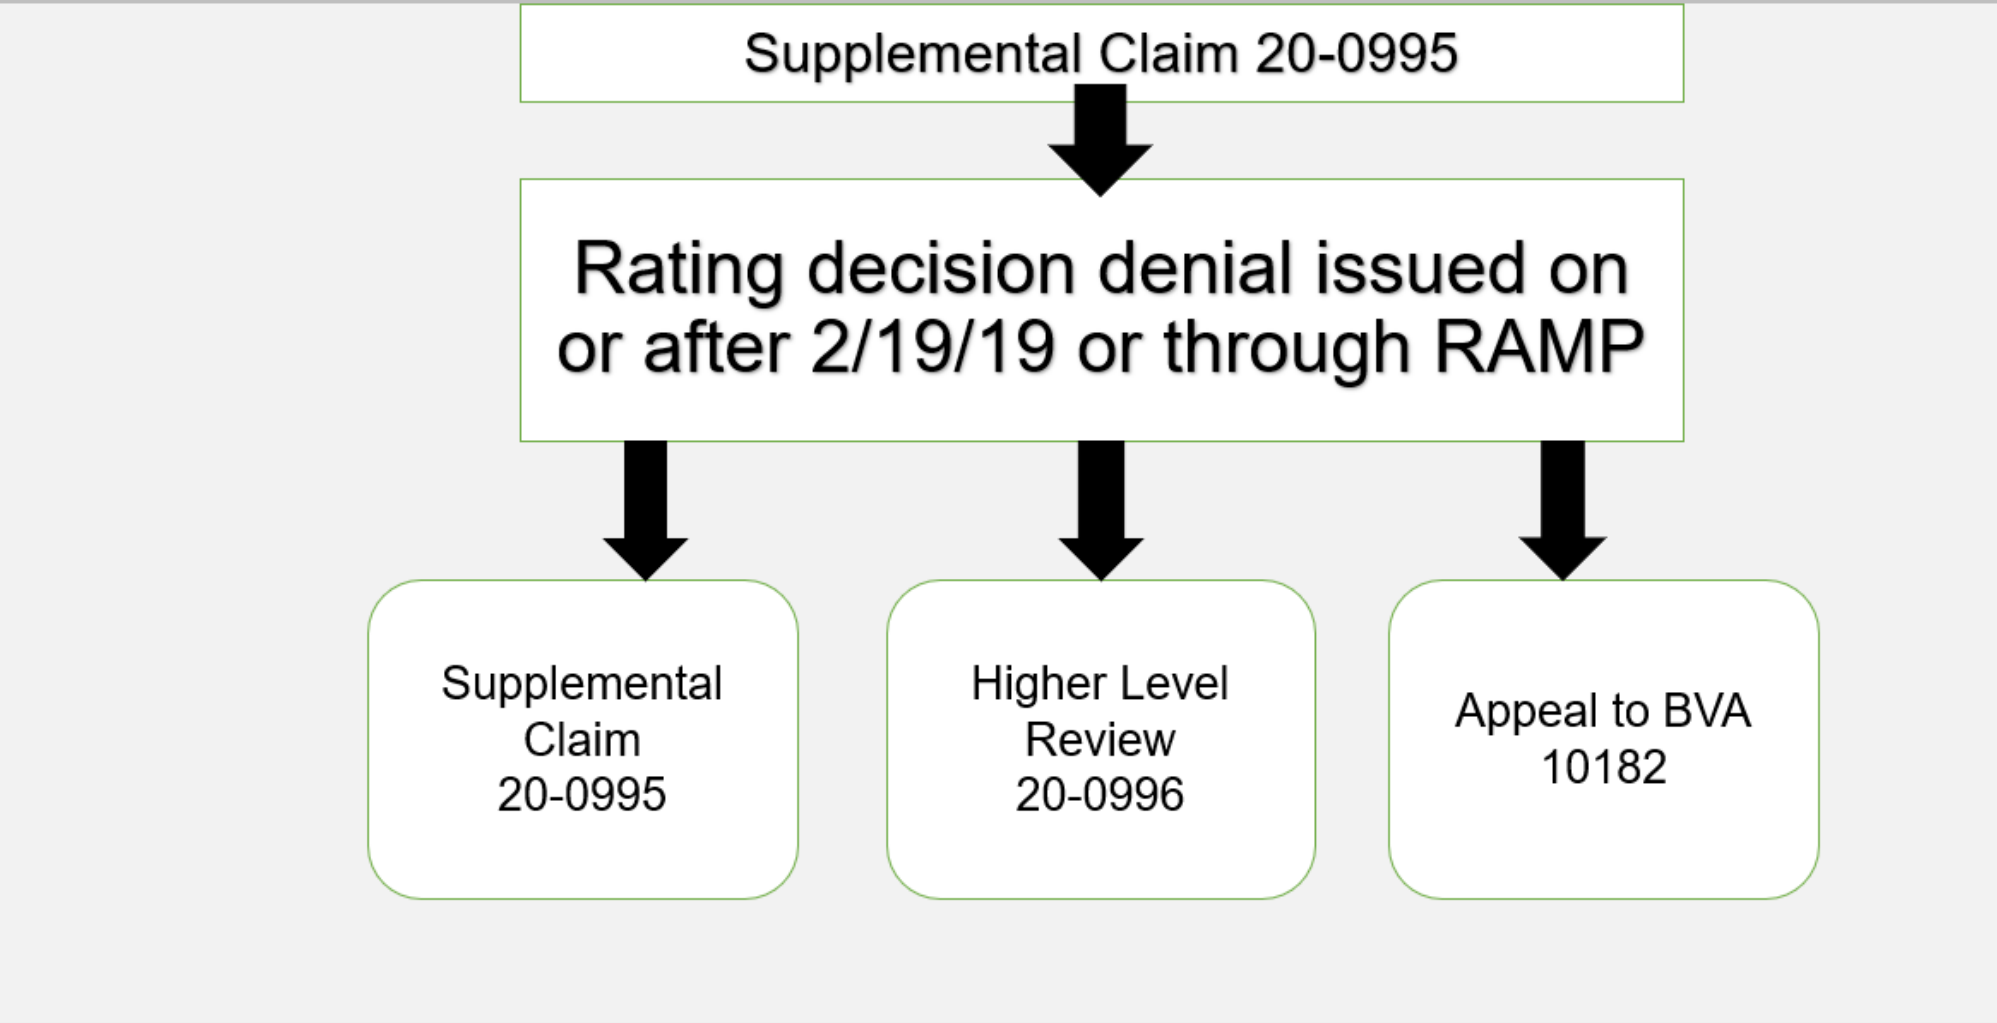 Supplemental Claim 20-0995
Rating decision denial issued on
or after 2/19/19 or through RAMP
Supplemental
Claim
20-0995
Higher Level
Review
20-0996
Appeal to BVA
10182